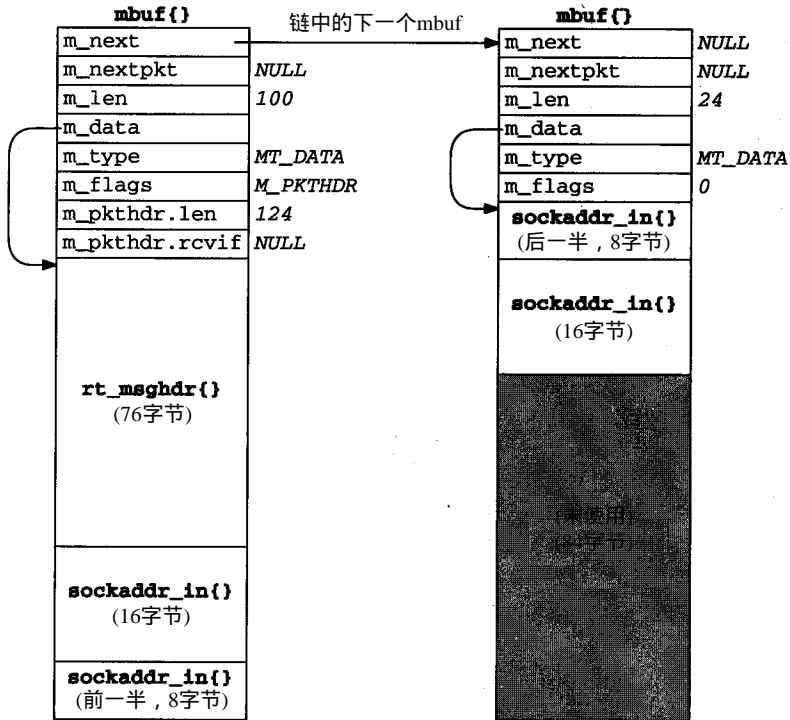 mbuf{}
m_next
m_nextpkt NULL
m_len 100
m_data
m_type MT_DATA
m_flags M_PKTHDR
m_pkthdr.len 124
m_pkthdr.rcvif NULL
rt_msghdr{}
(76字节)
sockaddr_in{}
(16字节)
sockaddr_in{}
(前一半，8字节)
链中的下一个mbuf
mbuf{}
m_next NULL
m_nextpkt NULL
m_len 24
m_data
m_type MT_DATA
m_flags 0
sockaddr_in{}
(后一半，8字节)
sockaddr_in{}
(16字节)
(未使用)